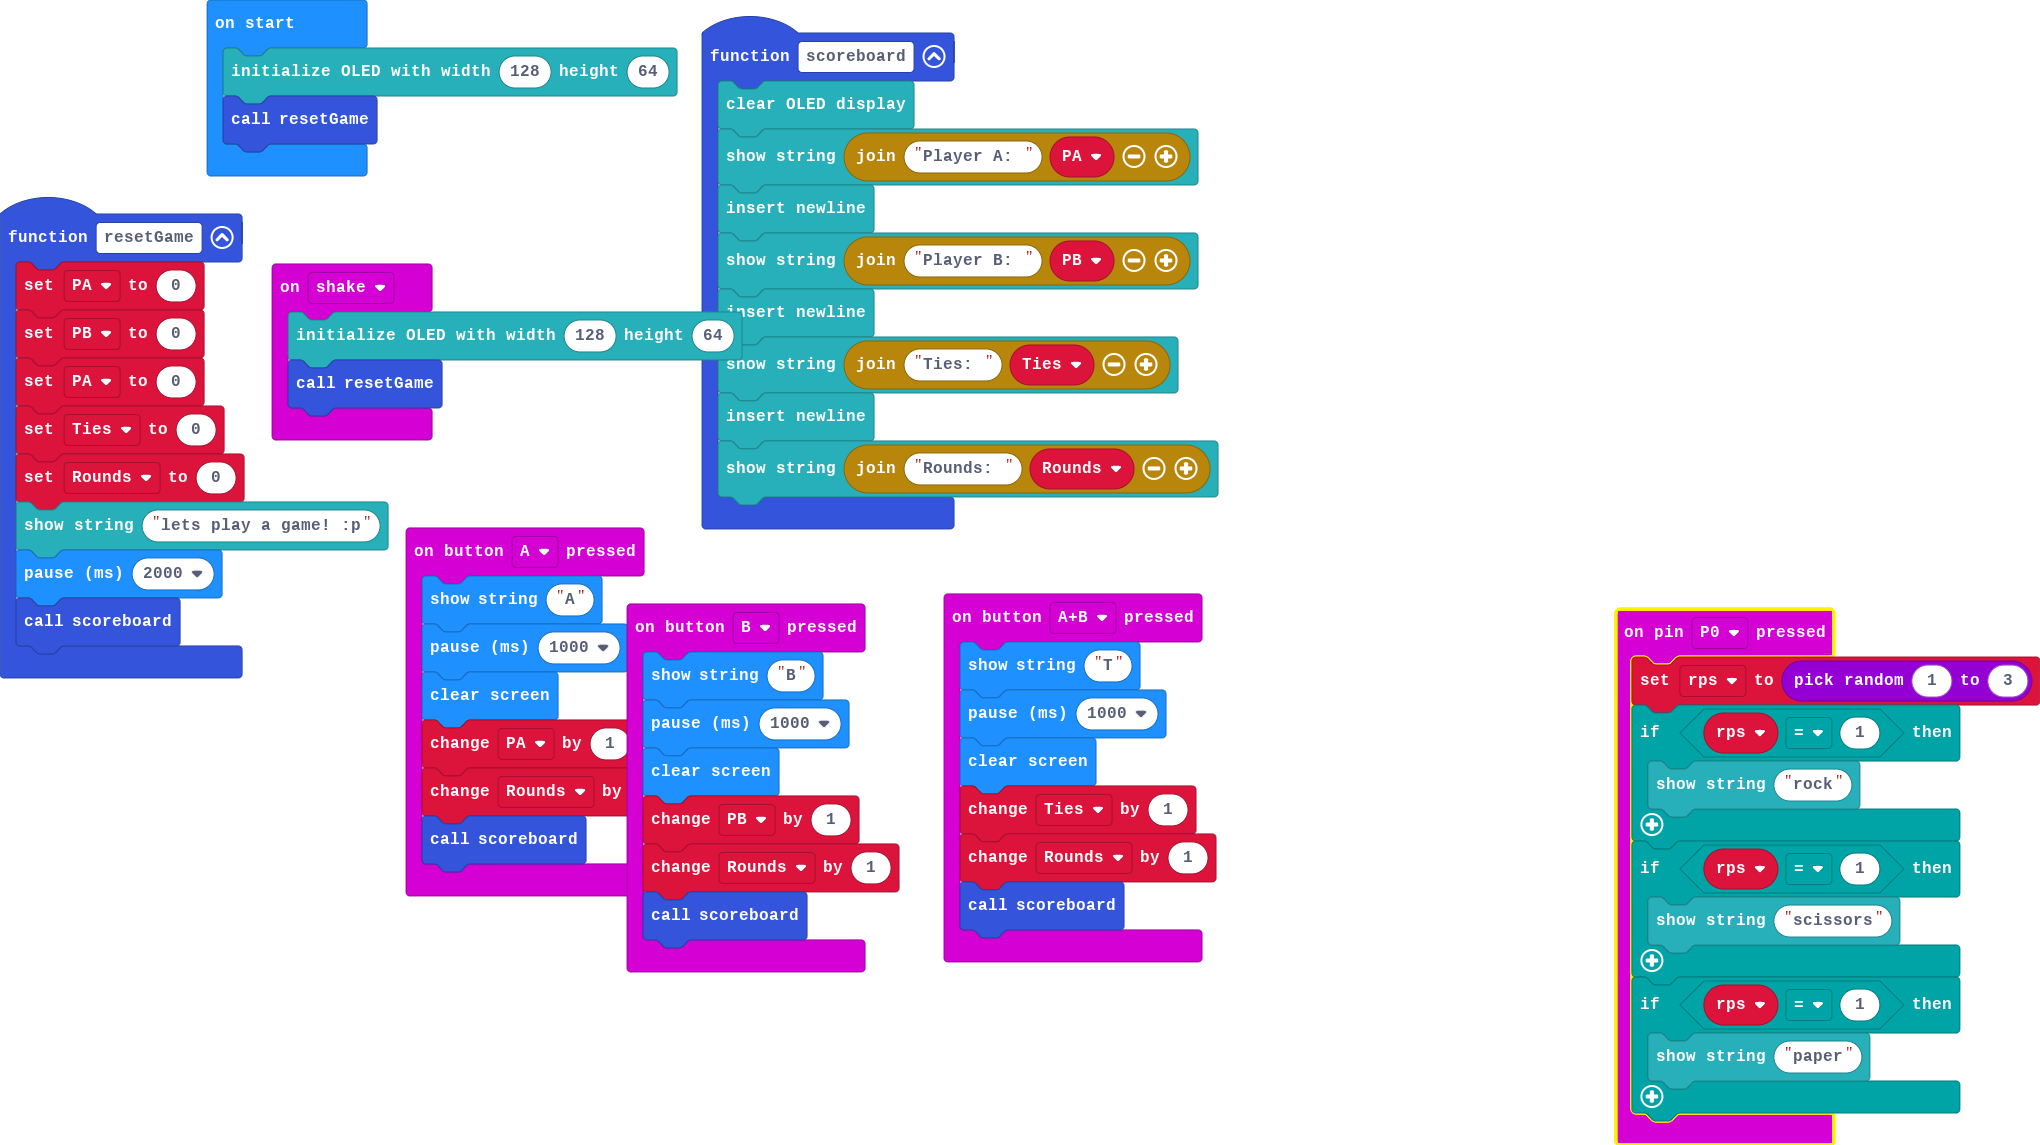 on start
initialize OLED with width 128 height 64
call resetGame
function resetGame
set PA to 0
set PB to 0
set PA to 0
set Ties to 0
set Rounds to 0
show string "lets play a game! :p"
pause (ms) 2000
call scoreboard
on shake
initialize OLED with width 128 height 64
call resetGame
function scoreboard
clear OLED display
show string join "Player A: " PA
insert newline
show string join "Player B: " PB
insert newline
show string join "Ties: " Ties
insert newline
show string join "Rounds: " Rounds
on button A pressed
show string "A"
pause (ms) 1000
clear screen
change PA by 1
change Rounds by
call scoreboard
on button B pressed
show string "B"
pause (ms) 1000
clear screen
change PB by 1
change Rounds by 1
call scoreboard
on button A+B pressed
show string "T"
pause (ms) 1000
clear screen
change Ties by 1
change Rounds by 1
call scoreboard
on pin P0 pressed
set rps to pick random 1 to 3
if rps = 1 then
show string "rock"
if rps = 1 then
show string "scissors"
if rps = 1 then
show string "paper"